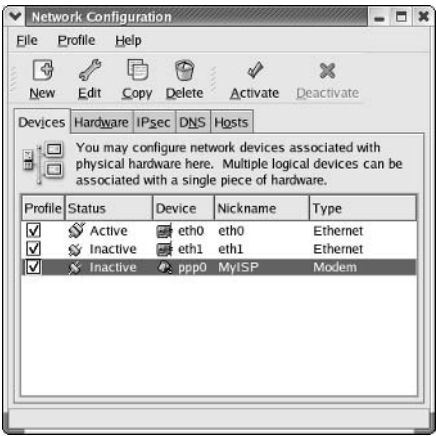 Network Configuration
File Profile Help
New Edit Copy Delete Activate Deactivate
Devices Hardware IPsec DNS Hosts
You may configure network devices associated with
physical hardware here. Multiple logical devices can be
associated with a single piece of hardware.
Profile Status Device Nickname Type
Active eth0 eth0 Ethernet
Inactive eth1 eth1 Ethernet
Inactive ppp0 MyISP Modem